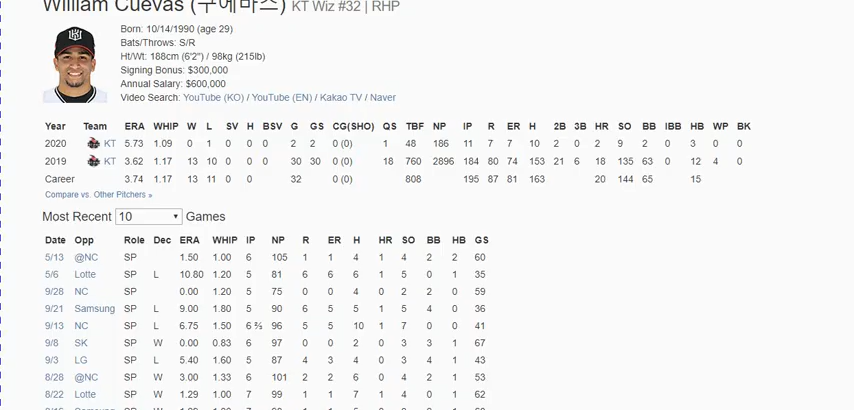 William Cuevas (쿠에바스) KT Wiz #32 | RHP
Born: 10/14/1990 (age 29)
Bats/Throws: S/R
Ht/Wt: 188cm (6'2") / 98kg (215lb)
Signing Bonus: $300,000
Annual Salary: $600,000
Video Search: YouTube (KO) / YouTube (EN) / Kakao TV / Naver
Year Team ERA WHIP W L SV H BSV G GS CG(SHO) QS TBF NP IP R ER H 2B 3B HR SO BB IBB HB WP BK
2020 KT 5.73 1.09 0 1 0 0 0 2 2 0 (0) 1 48 186 11 7 7 10 2 0 2 9 2 0 3 0 0
2019 KT 3.62 1.17 13 10 0 0 0 30 30 0 (0) 18 760 2896 184 80 74 153 21 6 18 135 63 0 12 4 0
Career 3.74 1.17 13 11 0 0 32 0 (0) 808 195 87 81 163 20 144 65 15
Compare vs. Other Pitchers »
Most Recent 10 Games
Date Opp Role Dec ERA WHIP IP NP R ER H HR SO BB HB GS
5/13 @NC SP 1.50 1.00 6 105 1 1 4 1 4 2 2 60
5/6 Lotte SP L 10.80 1.20 5 81 6 6 6 1 5 0 1 35
9/28 NC SP 0.00 1.20 5 75 0 0 4 0 2 2 0 59
9/21 Samsung SP L 9.00 1.80 5 90 6 5 5 1 5 4 0 36
9/13 NC SP L 6.75 1.50 6 ⅔ 96 5 5 10 1 7 0 0 41
9/8 SK SP W 0.00 0.83 6 97 0 0 2 0 3 3 1 67
9/3 LG SP L 5.40 1.60 5 87 4 3 4 0 3 4 1 43
8/28 @NC SP W 3.00 1.33 6 101 2 2 6 0 4 2 1 53
8/22 Lotte SP W 1.29 1.00 7 99 1 1 7 1 4 0 1 62